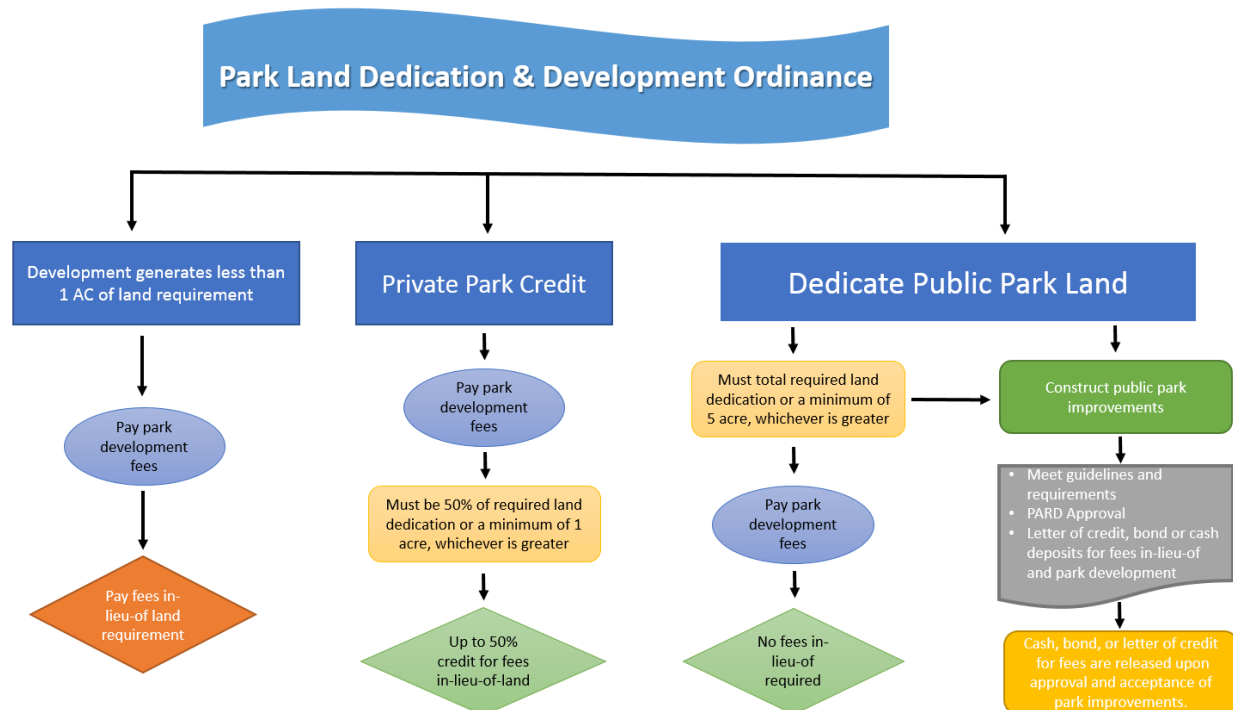 Park Land Dedication & Development Ordinance
Development generates less than
1 AC of land requirement
Pay park
development
fees
Pay fees in-
lieu-of land
requirement
Private Park Credit
Pay park
development
fees
Must be 50% of required land
dedication or a minimum of 1
acre, whichever is greater
Up to 50%
credit for fees
in-lieu-of-land
Dedicate Public Park Land
Must total required land
dedication or a minimum of
5 acre, whichever is greater
Pay park
development
fees
No fees in-
lieu-of
required
Construct public park
improvements
• Meet guidelines and
requirements
• PARD Approval
• Letter of credit, bond or cash
deposits for fees in-lieu-of
and park development
Cash, bond, or letter of credit
for fees are released upon
approval and acceptance of
park improvements.